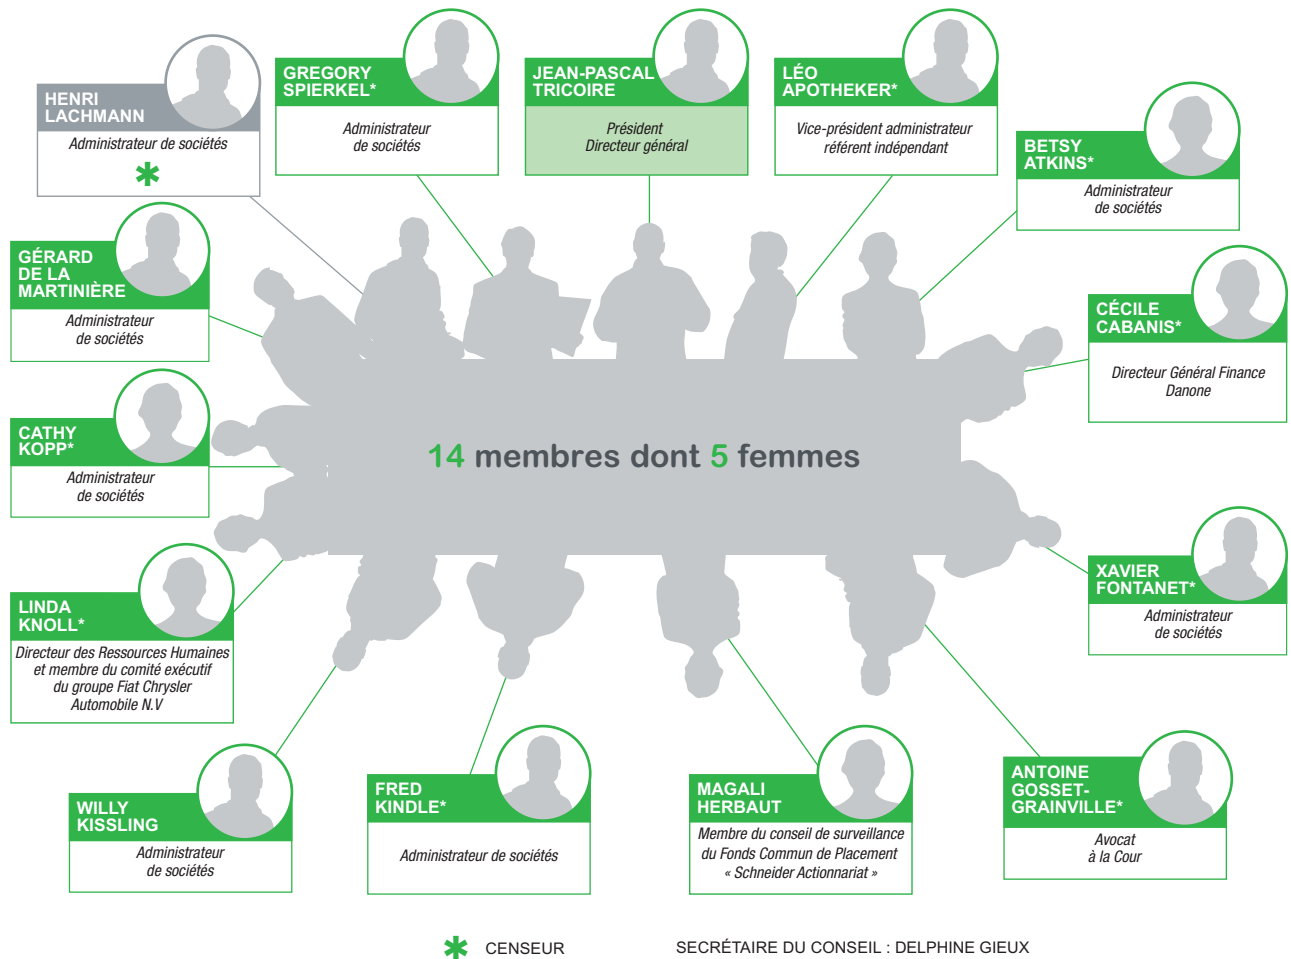 HENRI
LACHMANN
Administrateur de sociétés
*
GREGORY
SPIERKEL*
Administrateur
de sociétés
JEAN-PASCAL
TRICOIRE
Président
Directeur général
LÉO
APOTHEKER*
Vice-président administrateur
référent indépendant
BETSY
ATKINS*
Administrateur
de sociétés
GÉRARD
DE LA
MARTINIÈRE
Administrateur
de sociétés
CÉCILE
CABANIS*
Directeur Général Finance
Danone
CATHY
KOPP*
Administrateur
de sociétés
14 membres dont 5 femmes
LINDA
KNOLL*
Directeur des Ressources Humaines
et membre du comité exécutif
du groupe Fiat Chrysler
Automobile N.V
XAVIER
FONTANET*
Administrateur
de sociétés
WILLY
KISSLING
Administrateur
de sociétés
FRED
KINDLE*
Administrateur de sociétés
MAGALI
HERBAUT
Membre du conseil de surveillance
du Fonds Commun de Placement
« Schneider Actionnariat »
ANTOINE
GOSSET-
GRAINVILLE*
Avocat
à la Cour
* CENSEUR
SECRÉTAIRE DU CONSEIL : DELPHINE GIEUX